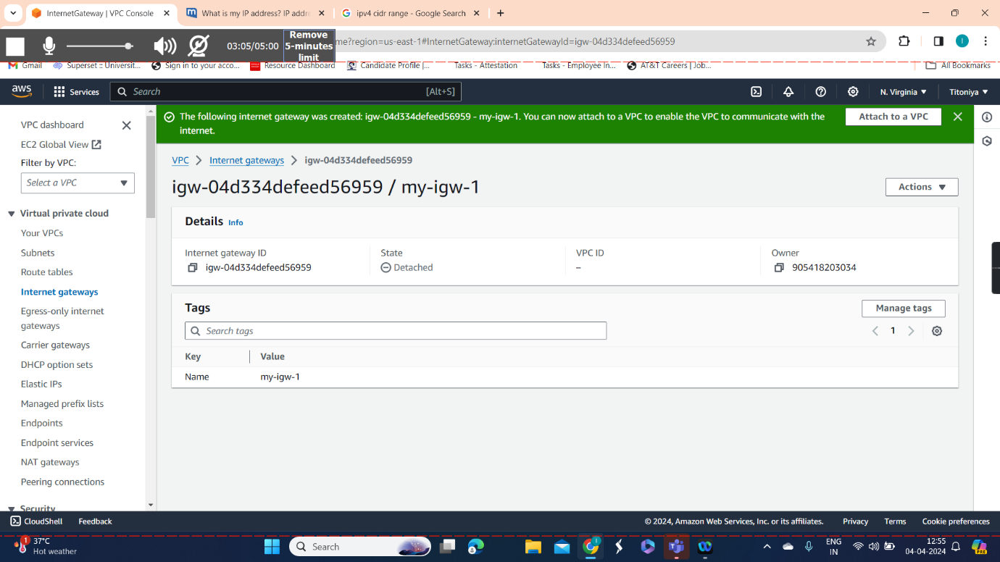 InternetGateway | VPC Console
What is my IP address? IP addre
ipv4 cidr range - Google Search
03:05/05:00
Remove
5-minutes
limit
me?region=us-east-1#InternetGateway:internetGatewayId=igw-04d334defeed56959
Gmail
Superset :: Universit...
Sign in to your acco...
Resource Dashboard
Candidate Profile |...
Tasks - Attestation
Tasks - Employee In...
AT&T Careers | Job...
All Bookmarks
aws
Services
Search
[Alt+S]
N. Virginia
Titoniya
VPC dashboard
EC2 Global View
Filter by VPC:
Select a VPC
Virtual private cloud
Your VPCs
Subnets
Route tables
Internet gateways
Egress-only internet
gateways
Carrier gateways
DHCP option sets
Elastic IPs
Managed prefix lists
Endpoints
Endpoint services
NAT gateways
Peering connections
Security
The following internet gateway was created: igw-04d334defeed56959 - my-igw-1. You can now attach to a VPC to enable the VPC to communicate with the
internet.
Attach to a VPC
VPC > Internet gateways > igw-04d334defeed56959
igw-04d334defeed56959 / my-igw-1
Actions
Details Info
Internet gateway ID
igw-04d334defeed56959
State
Detached
VPC ID
–
Owner
905418203034
Tags
Manage tags
Search tags
1
Key Value
Name my-igw-1
CloudShell
Feedback
© 2024, Amazon Web Services, Inc. or its affiliates.
Privacy
Terms
Cookie preferences
1
37°C
Hot weather
Search
ENG
IN
12:55
04-04-2024
PRE